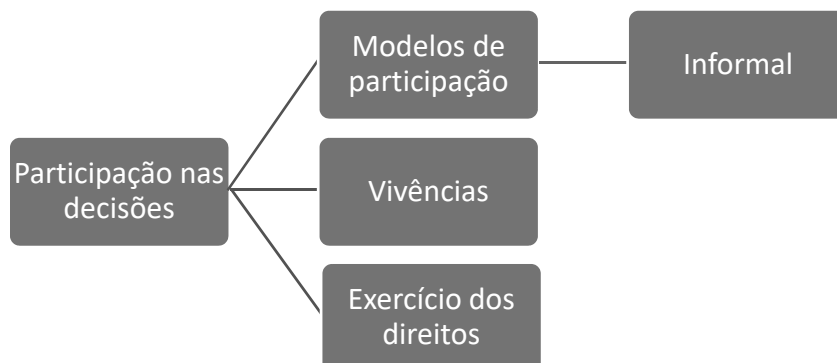 Participação nas
decisões
Modelos de
participação
Informal
Vivências
Exercício dos
direitos